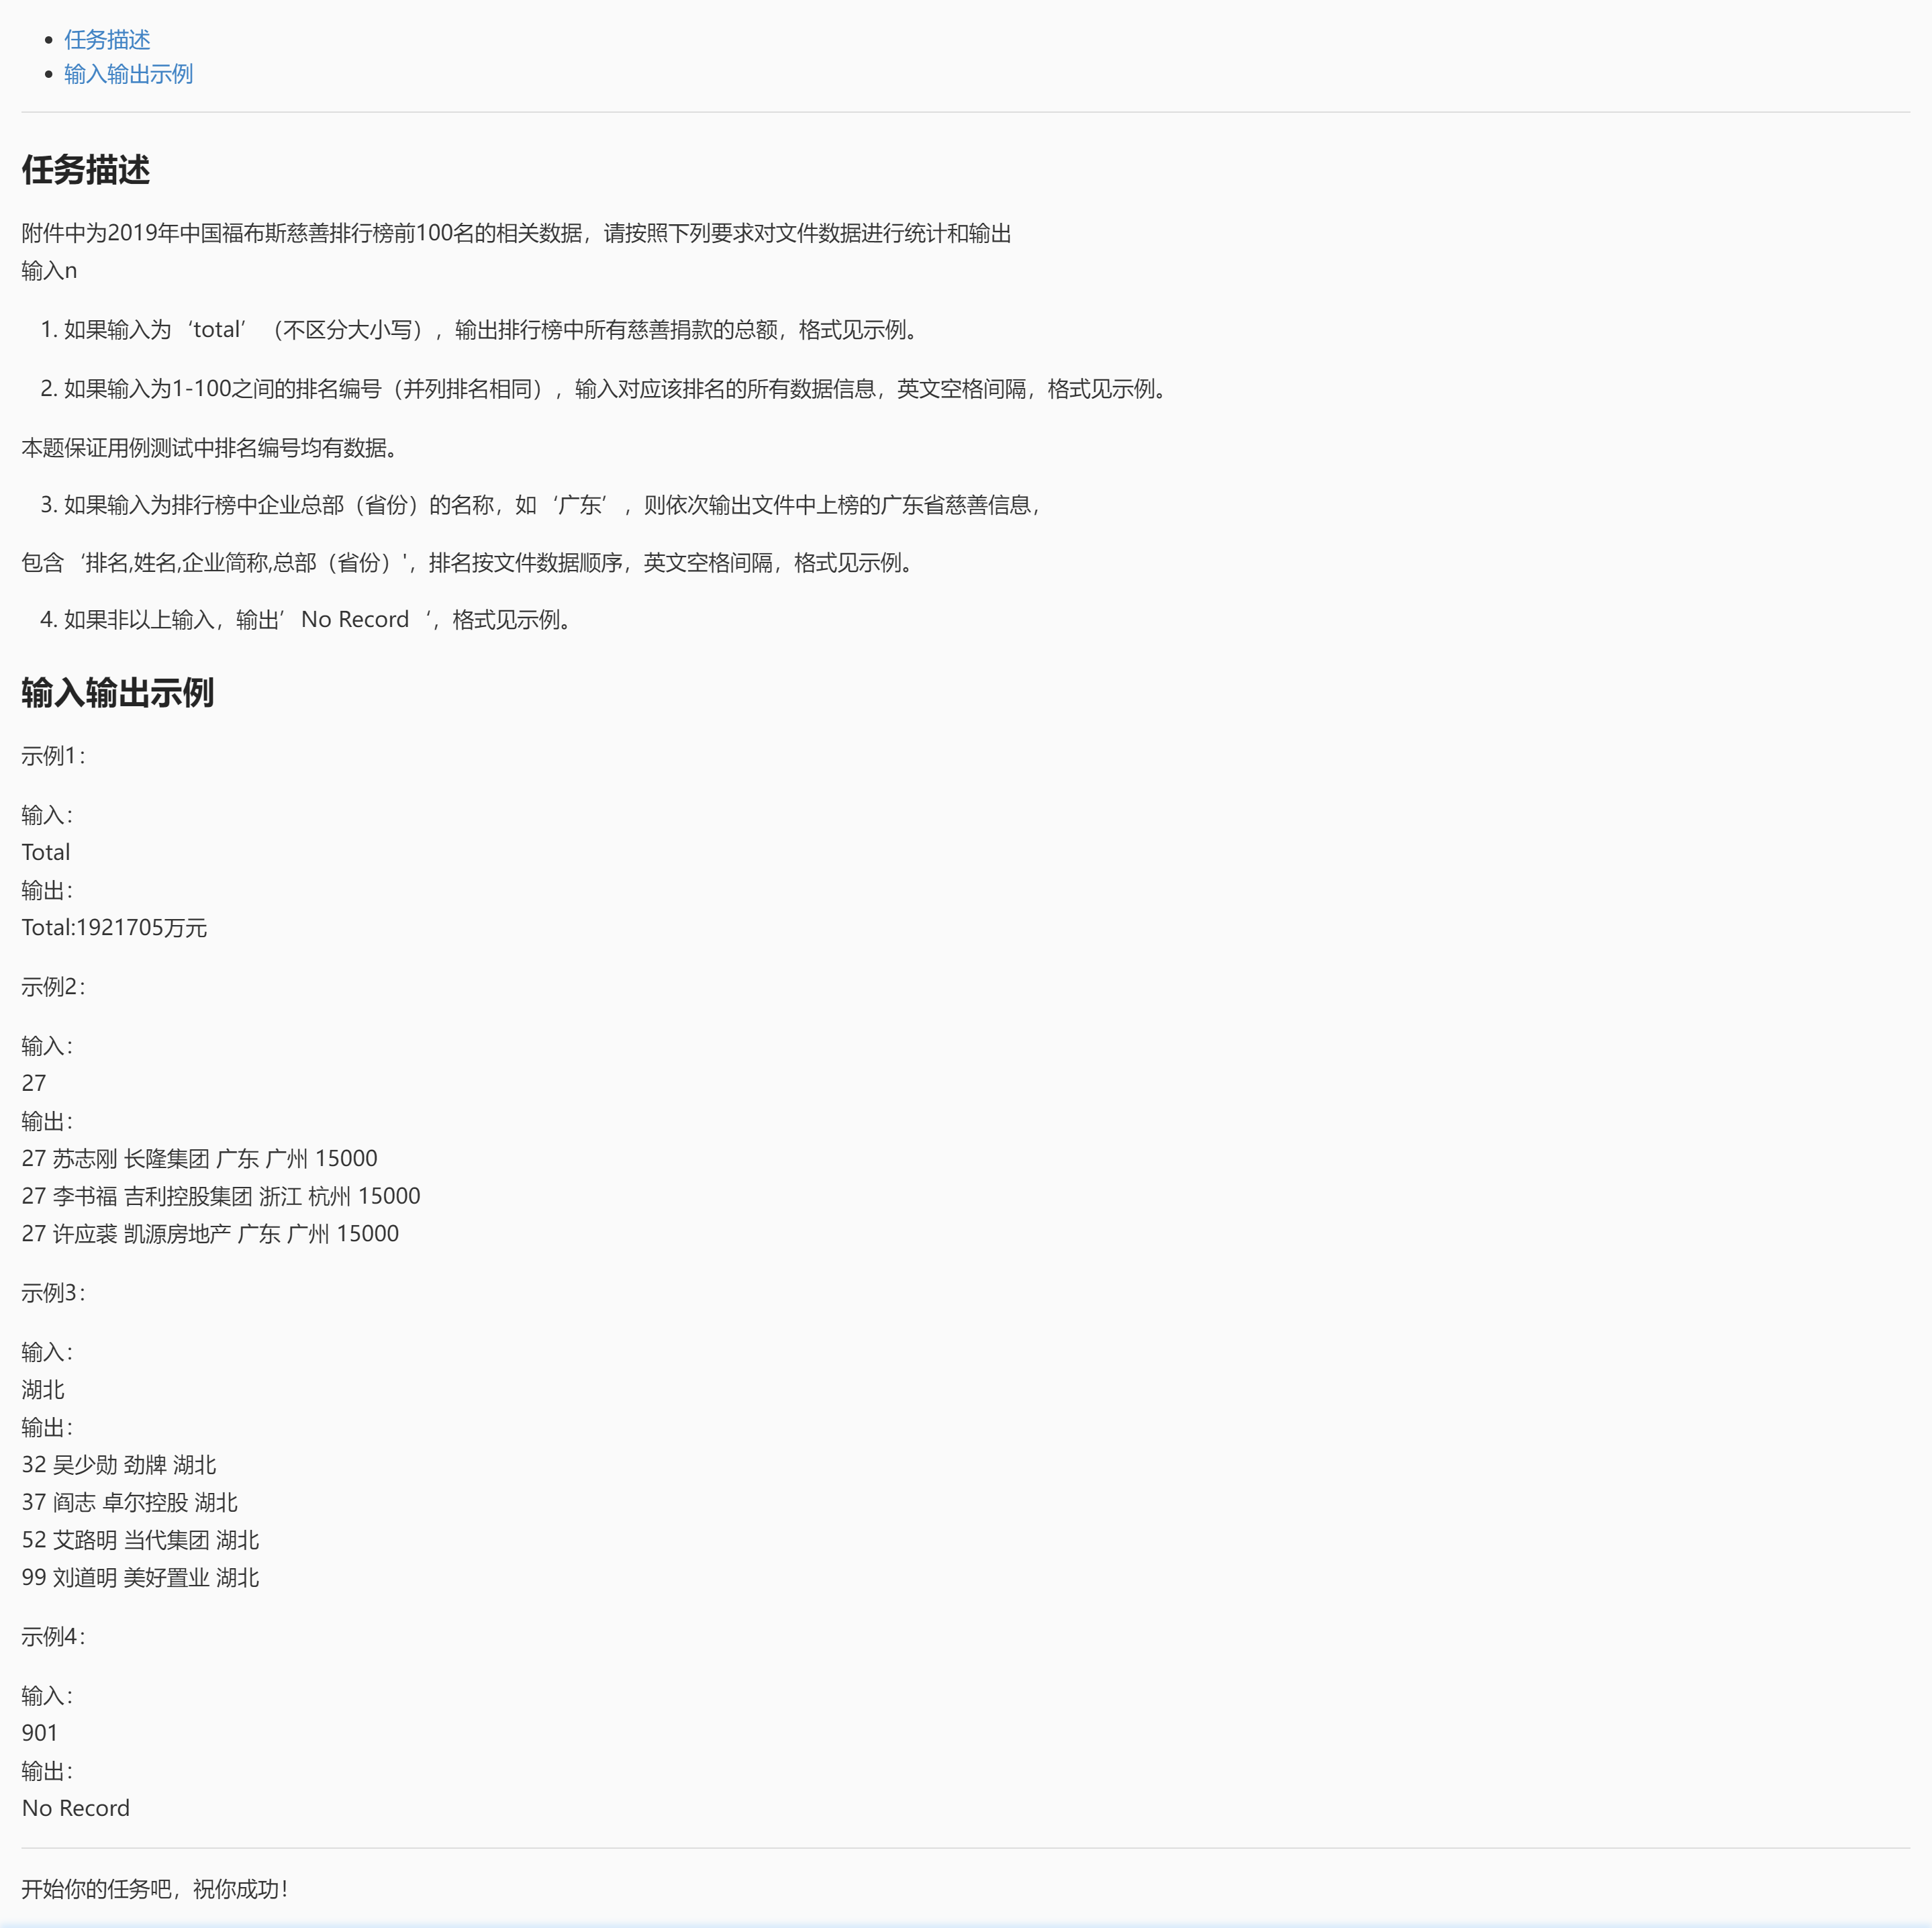 任务描述
输入输出示例
任务描述
附件中为2019年中国福布斯慈善排行榜前100名的相关数据，请按照下列要求对文件数据进行统计和输出
输入n
1. 如果输入为‘total’（不区分大小写），输出排行榜中所有慈善捐款的总额，格式见示例。
2. 如果输入为1-100之间的排名编号（并列排名相同），输入对应该排名的所有数据信息，英文空格间隔，格式见示例。
本题保证用例测试中排名编号均有数据。
3. 如果输入为排行榜中企业总部（省份）的名称，如‘广东’，则依次输出文件中上榜的广东省慈善信息，
包含‘排名,姓名,企业简称,总部（省份）'，排名按文件数据顺序，英文空格间隔，格式见示例。
4. 如果非以上输入，输出’No Record‘，格式见示例。
输入输出示例
示例1：
输入：
Total
输出：
Total:1921705万元
示例2：
输入：
27
输出：
27 苏志刚 长隆集团 广东 广州 15000
27 李书福 吉利控股集团 浙江 杭州 15000
27 许应裘 凯源房地产 广东 广州 15000
示例3：
输入：
湖北
输出：
32 吴少勋 劲牌 湖北
37 阎志 卓尔控股 湖北
52 艾路明 当代集团 湖北
99 刘道明 美好置业 湖北
示例4：
输入：
901
输出：
No Record
开始你的任务吧，祝你成功！